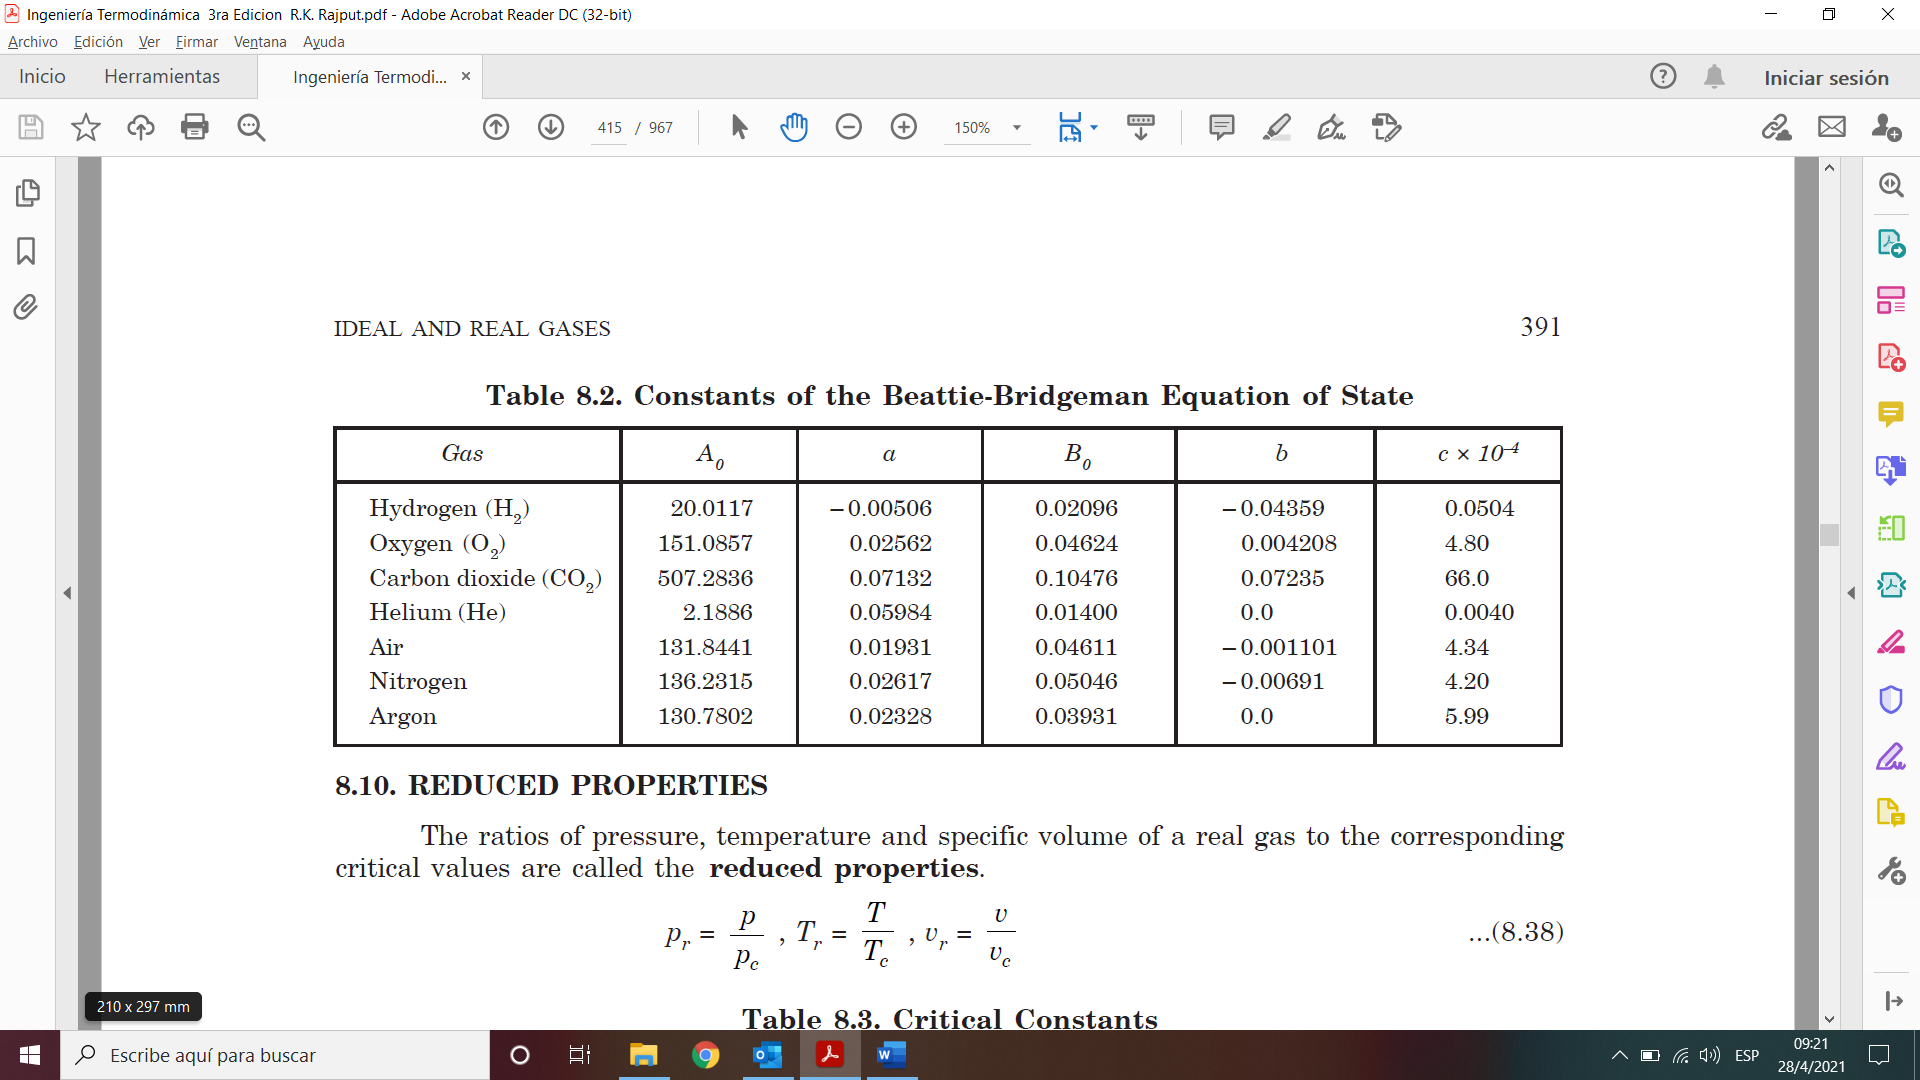 Ingeniería Termodinámica 3ra Edicion R.K. Rajput.pdf - Adobe Acrobat Reader DC (32-bit)
Archivo Edición Ver Firmar Ventana Ayuda
Inicio Herramientas Ingeniería Termodi... × Iniciar sesión
415 / 967 150%
IDEAL AND REAL GASES 391
Table 8.2. Constants of the Beattie-Bridgeman Equation of State
Gas A₀ a B₀ b c × 10⁻⁴
Hydrogen (H₂) 20.0117 – 0.00506 0.02096 – 0.04359 0.0504
Oxygen (O₂) 151.0857 0.02562 0.04624 0.004208 4.80
Carbon dioxide (CO₂) 507.2836 0.07132 0.10476 0.07235 66.0
Helium (He) 2.1886 0.05984 0.01400 0.0 0.0040
Air 131.8441 0.01931 0.04611 – 0.001101 4.34
Nitrogen 136.2315 0.02617 0.05046 – 0.00691 4.20
Argon 130.7802 0.02328 0.03931 0.0 5.99
8.10. REDUCED PROPERTIES
The ratios of pressure, temperature and specific volume of a real gas to the corresponding
critical values are called the reduced properties.
p_r = p/p_c , T_r = T/T_c , v_r = v/v_c ...(8.38)
210 x 297 mm
Table 8.3. Critical Constants
Escribe aquí para buscar
ESP
09:21
28/4/2021